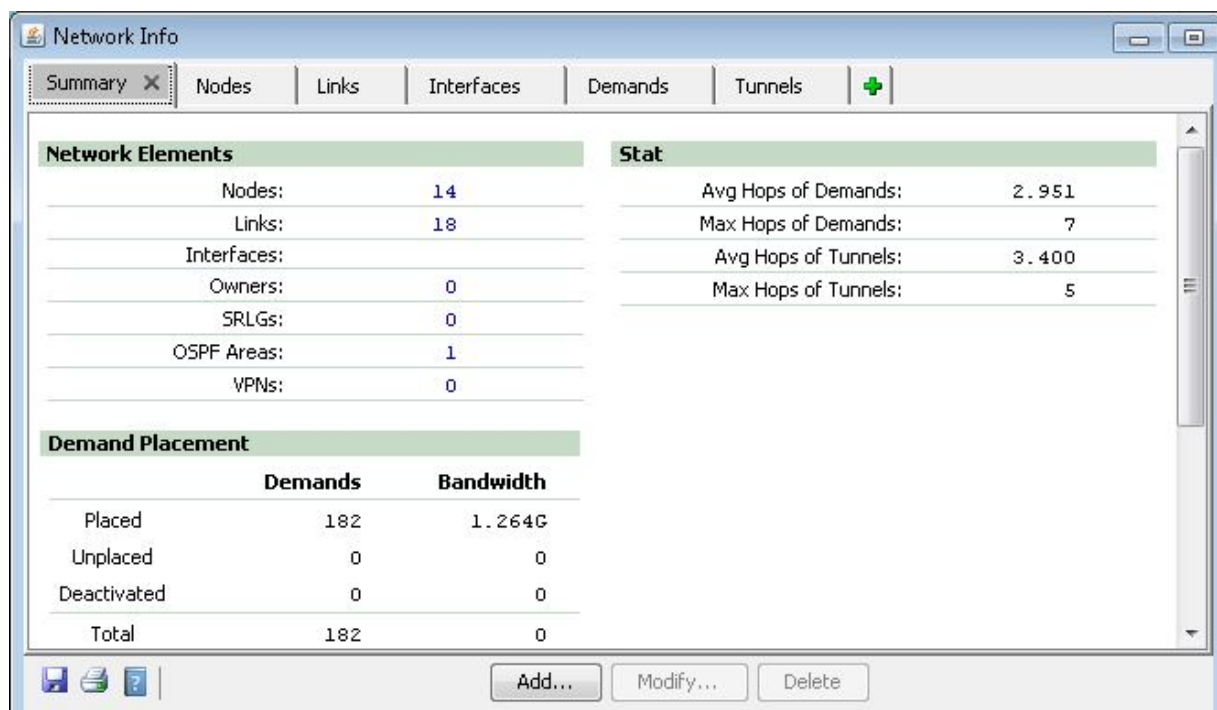 Network Info
Summary Nodes Links Interfaces Demands Tunnels
Network Elements
Nodes: 14
Links: 18
Interfaces:
Owners: 0
SRLGs: 0
OSPF Areas: 1
VPNs: 0
Demand Placement
Demands Bandwidth
Placed 182 1.264G
Unplaced 0 0
Deactivated 0 0
Total 182 0
Stat
Avg Hops of Demands: 2.951
Max Hops of Demands: 7
Avg Hops of Tunnels: 3.400
Max Hops of Tunnels: 5
Add... Modify... Delete